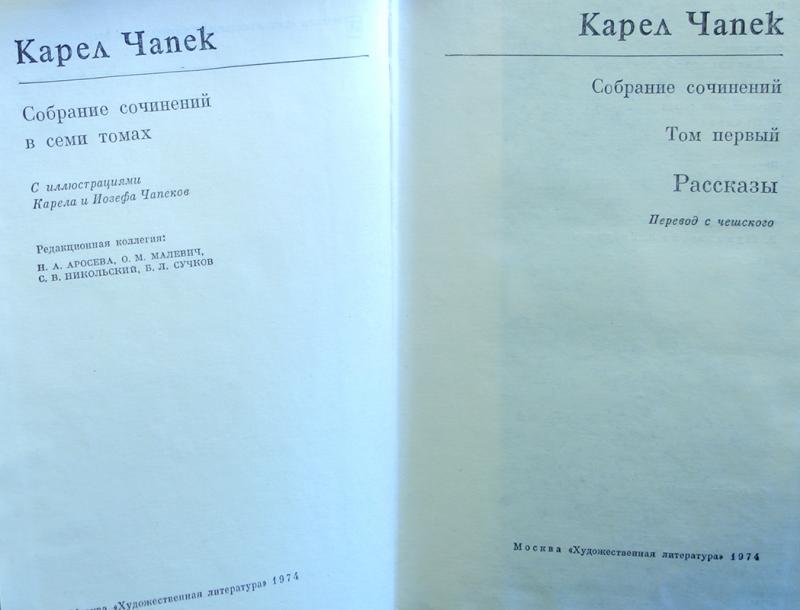 Карел Чапек
Собрание сочинений
в семи томах
С иллюстрациями
Карела и Иозефа Чапеков
Редакционная коллегия:
Н. А. АРОСЕВА, О. М. МАЛЕВИЧ,
С. В. НИКОЛЬСКИЙ, Б. Л. СУЧКОВ
«Художественная литература» 1974
Карел Чапек
Собрание сочинений
Том первый
Рассказы
Перевод с чешского
Москва «Художественная литература» 1974